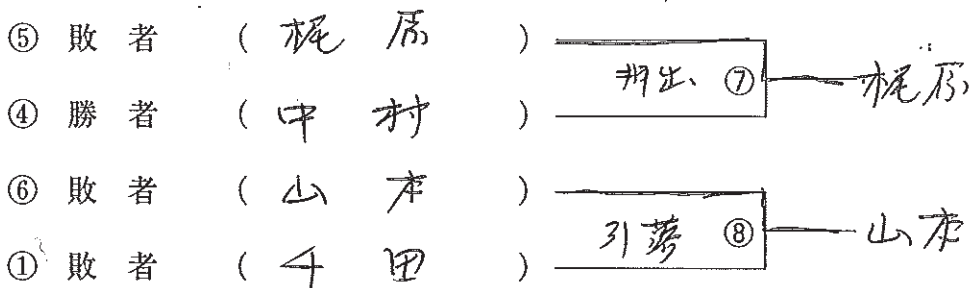 ⑤ 敗 者 ( 梶 原 )
押出 ⑦ 梶原
④ 勝 者 ( 中 村 )
⑥ 敗 者 ( 山 本 )
引落 ⑧ 山本
① 敗 者 ( 千 田 )